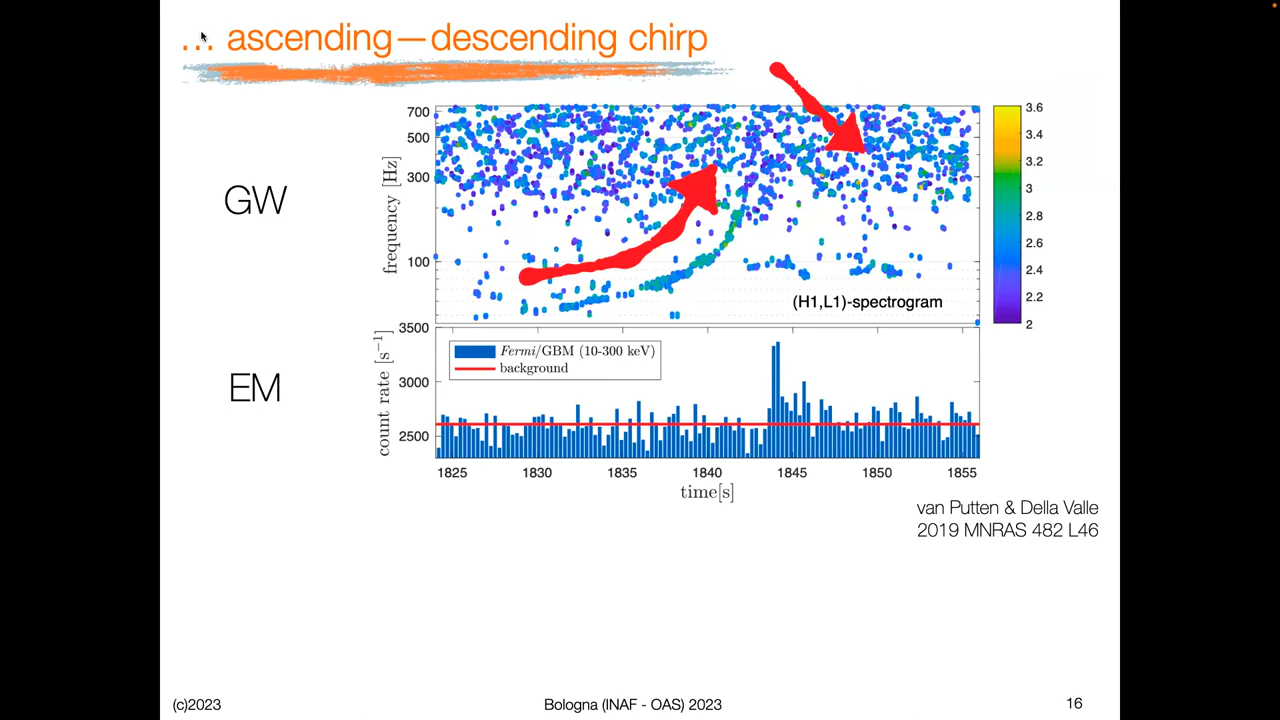 ... ascending—descending chirp
GW
frequency [Hz]
700
500
300
100
(H1,L1)-spectrogram
3.6
3.4
3.2
3
2.8
2.6
2.4
2.2
2
EM
count rate [s⁻¹]
3500
3000
2500
Fermi/GBM (10-300 keV)
background
1825 1830 1835 1840 1845 1850 1855
time[s]
van Putten & Della Valle
2019 MNRAS 482 L46
(c)2023
Bologna (INAF - OAS) 2023
16